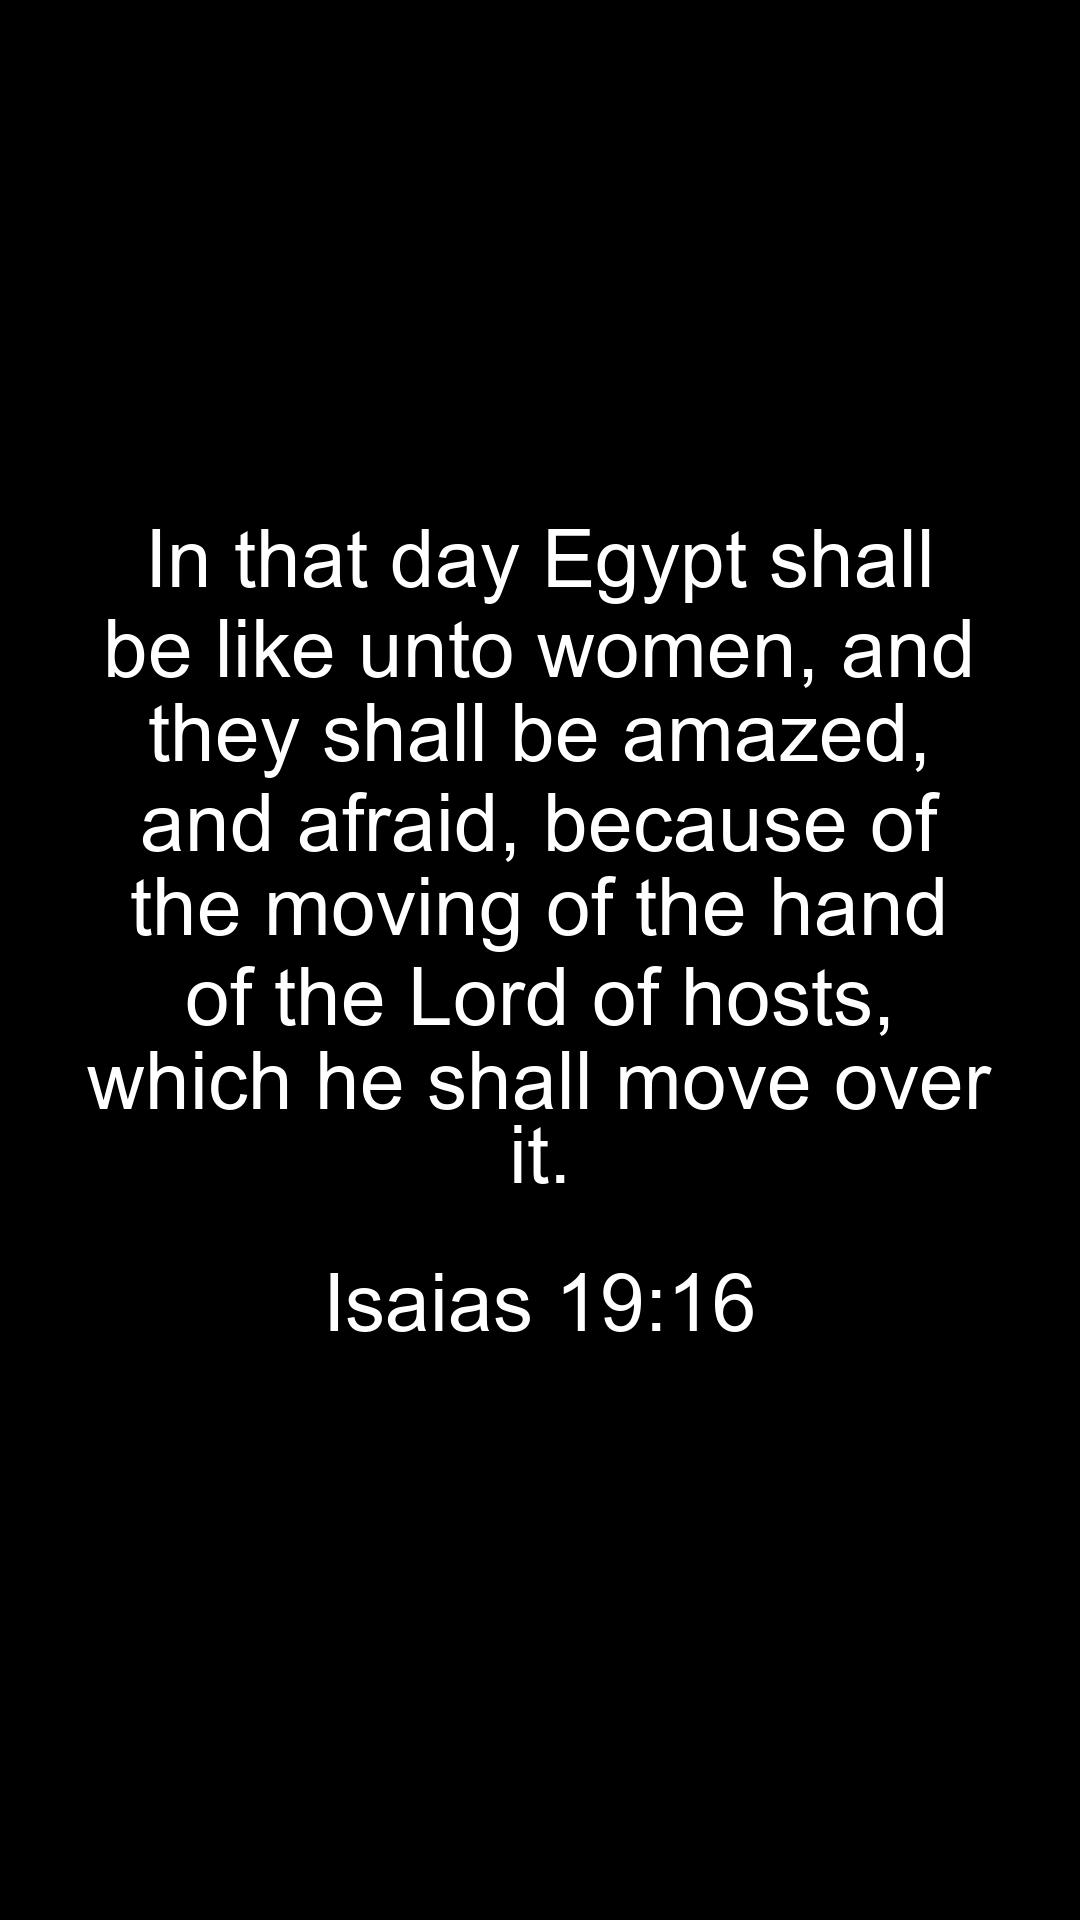 In that day Egypt shall
be like unto women, and
they shall be amazed,
and afraid, because of
the moving of the hand
of the Lord of hosts,
which he shall move over
it.
Isaias 19:16